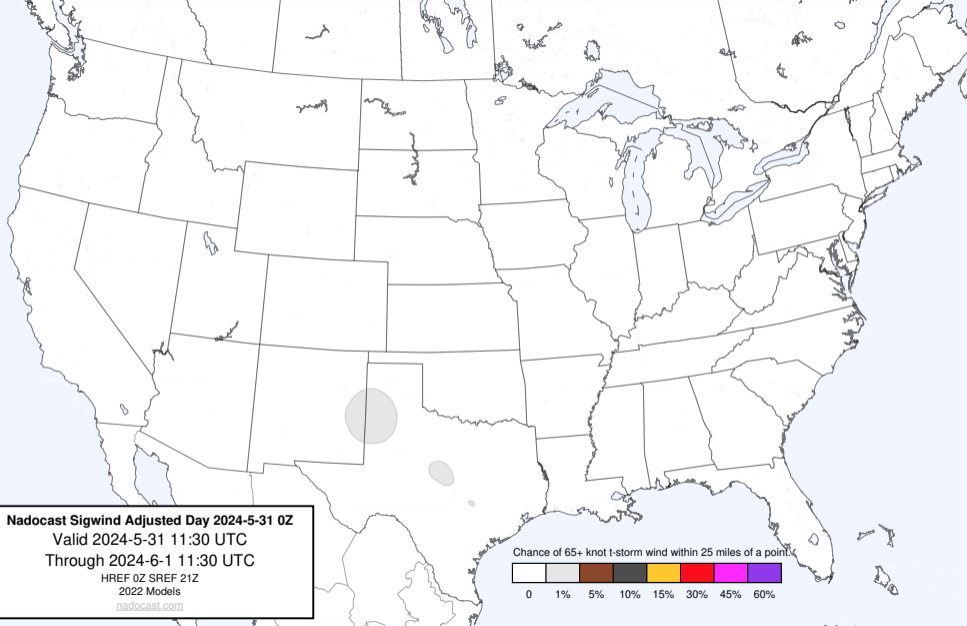 Nadocast Sigwind Adjusted Day 2024-5-31 0Z
Valid 2024-5-31 11:30 UTC
Through 2024-6-1 11:30 UTC
HREF 0Z SREF 21Z
2022 Models
nadocast.com
Chance of 65+ knot t-storm wind within 25 miles of a point.
0 1% 5% 10% 15% 30% 45% 60%